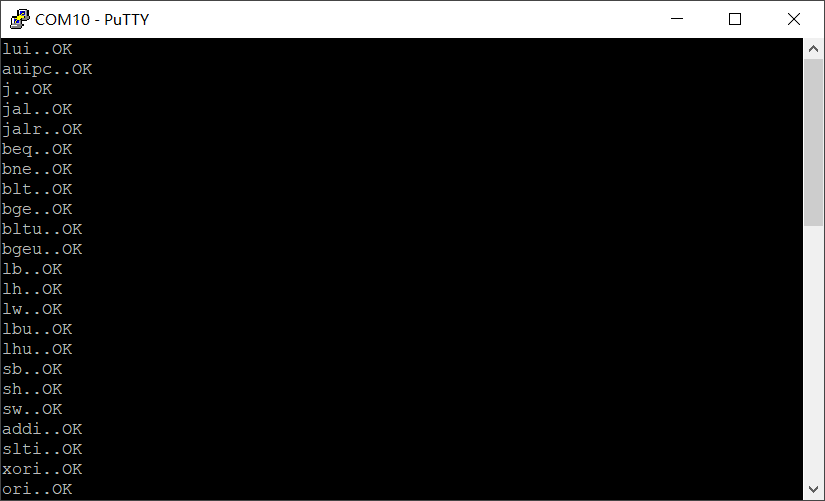 COM10 - PuTTY
lui..OK
auipc..OK
j..OK
jal..OK
jalr..OK
beq..OK
bne..OK
blt..OK
bge..OK
bltu..OK
bgeu..OK
lb..OK
lh..OK
lw..OK
lbu..OK
lhu..OK
sb..OK
sh..OK
sw..OK
addi..OK
slti..OK
xori..OK
ori..OK